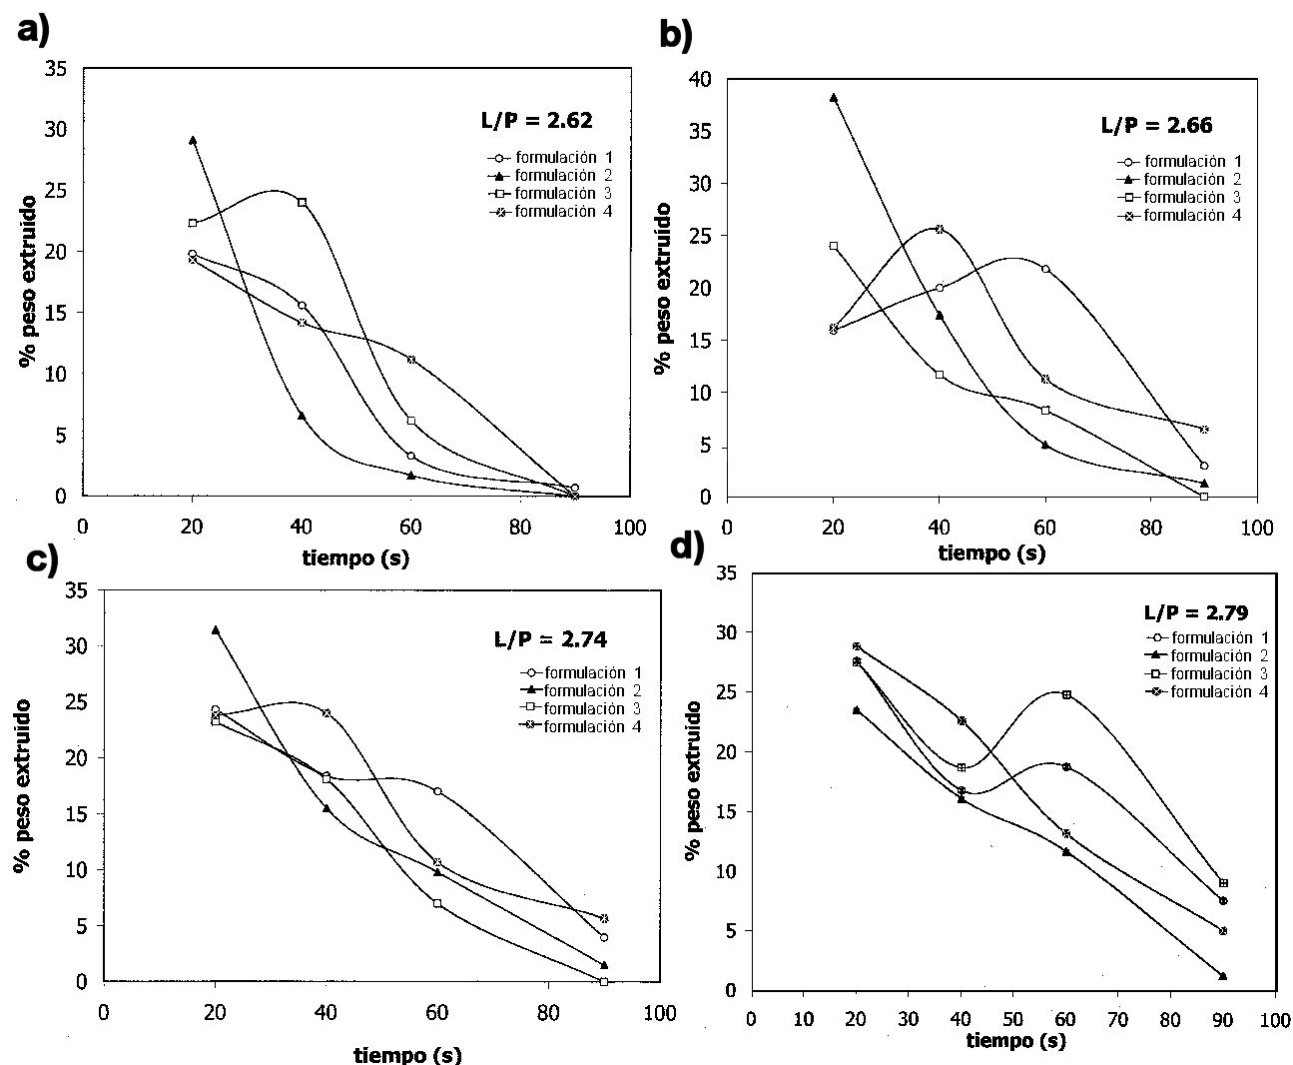 a)
35
30
25
20
15
10
5
0
% peso extruído
L/P = 2.62
formulación 1
formulación 2
formulación 3
formulación 4
0 20 40 60 80 100
tiempo (s)
b)
40
35
30
25
20
15
10
5
0
% peso extruído
L/P = 2.66
formulación 1
formulación 2
formulación 3
formulación 4
0 20 40 60 80 100
tiempo (s)
c)
35
30
25
20
15
10
5
0
% peso extruído
L/P = 2.74
formulación 1
formulación 2
formulación 3
formulación 4
0 20 40 60 80 100
tiempo (s)
d)
35
30
25
20
15
10
5
0
% peso extruído
L/P = 2.79
formulación 1
formulación 2
formulación 3
formulación 4
0 10 20 30 40 50 60 70 80 90 100
tiempo (s)